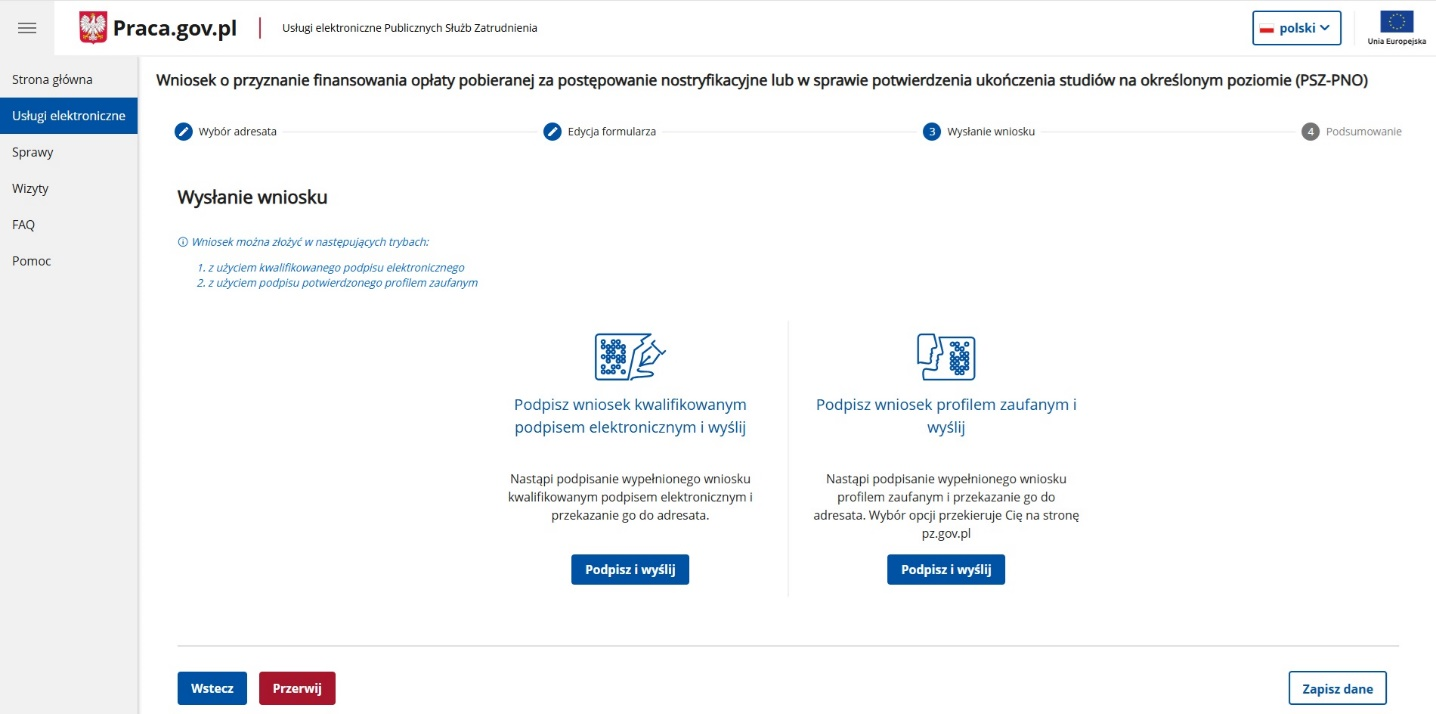 Praca.gov.pl
Usługi elektroniczne Publicznych Służb Zatrudnienia
polski
Unia Europejska
Strona główna
Usługi elektroniczne
Sprawy
Wizyty
FAQ
Pomoc
Wniosek o przyznanie finansowania opłaty pobieranej za postępowanie nostryfikacyjne lub w sprawie potwierdzenia ukończenia studiów na określonym poziomie (PSZ-PNO)
Wybór adresata
Edycja formularza
3 Wysłanie wniosku
4 Podsumowanie
Wysłanie wniosku
Wniosek można złożyć w następujących trybach:
1. z użyciem kwalifikowanego podpisu elektronicznego
2. z użyciem podpisu potwierdzonego profilem zaufanym
Podpisz wniosek kwalifikowanym
podpisem elektronicznym i wyślij
Nastąpi podpisanie wypełnionego wniosku
kwalifikowanym podpisem elektronicznym i
przekazanie go do adresata.
Podpisz i wyślij
Podpisz wniosek profilem zaufanym i
wyślij
Nastąpi podpisanie wypełnionego wniosku
profilem zaufanym i przekazanie go do
adresata. Wybór opcji przekieruje Cię na stronę
pz.gov.pl
Podpisz i wyślij
Wstecz
Przerwij
Zapisz dane